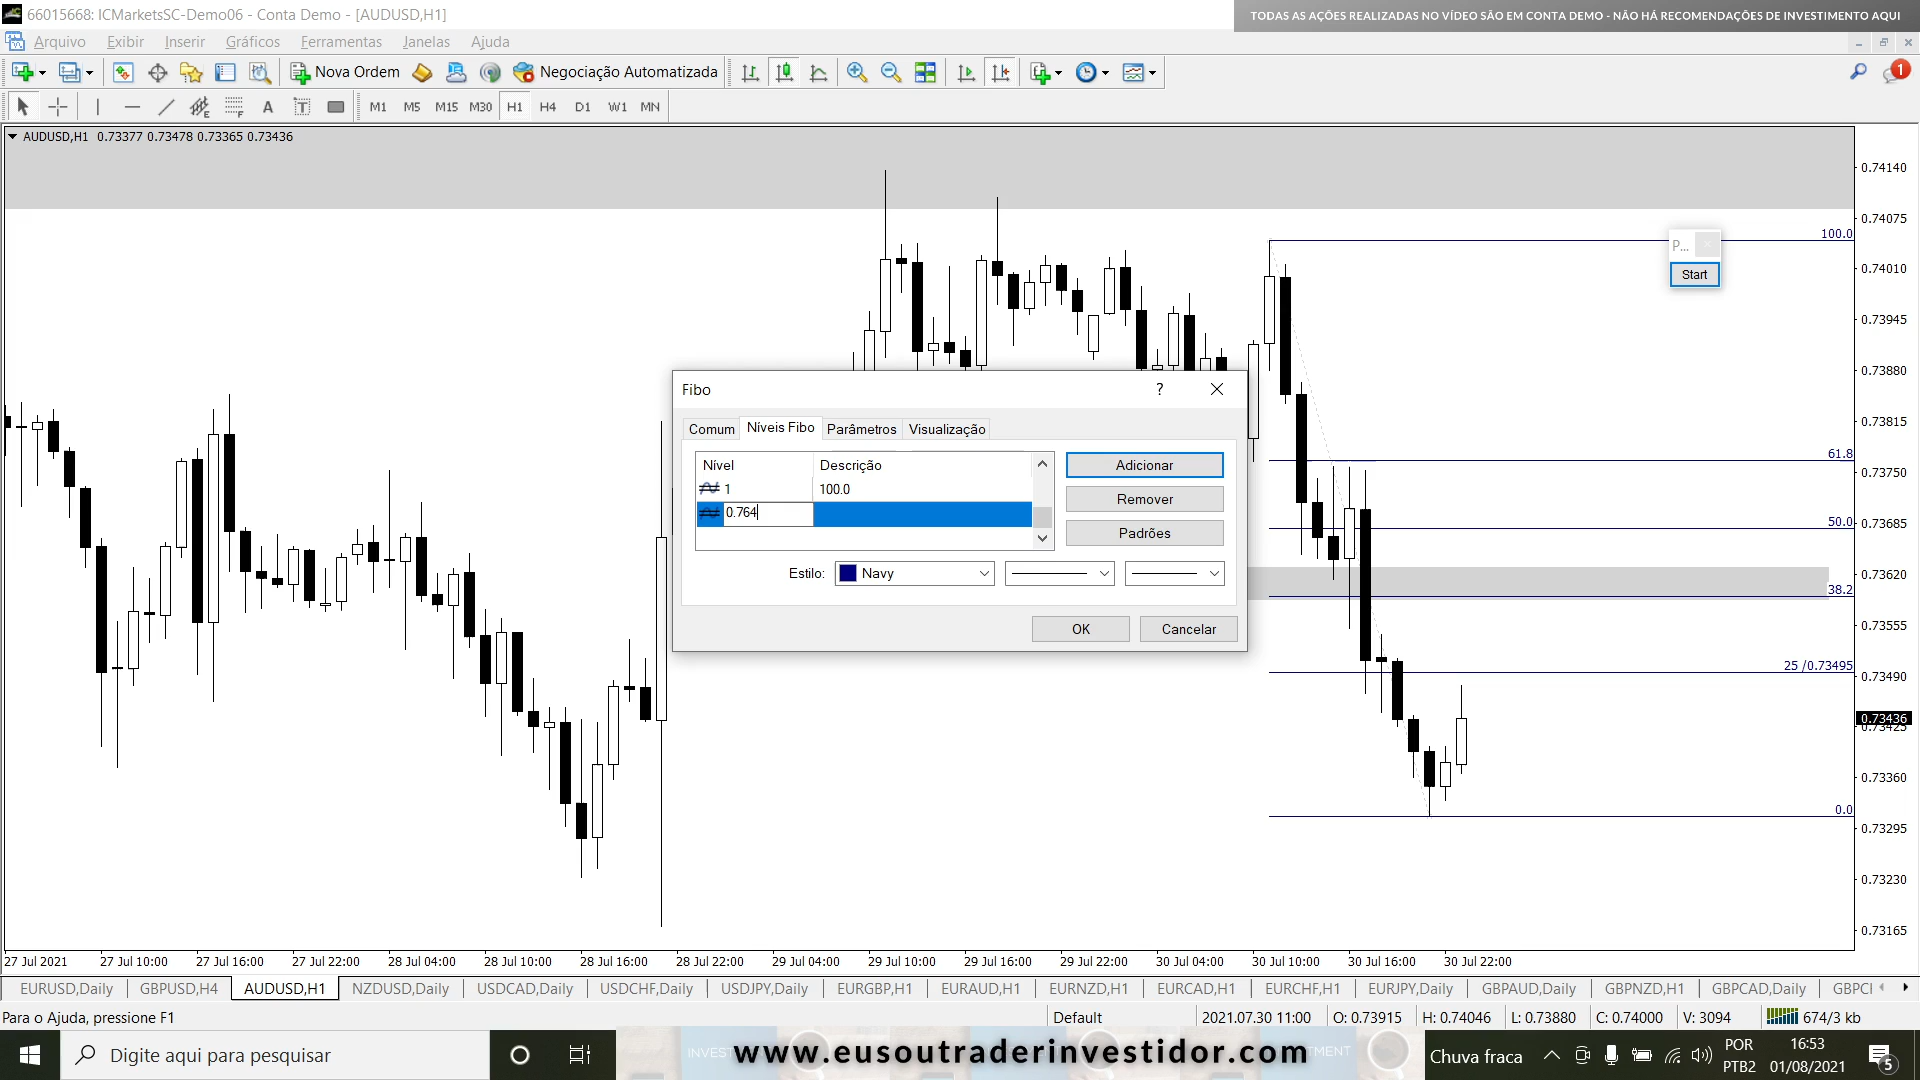 66015668: ICMarketsSC-Demo06 - Conta Demo - [AUDUSD,H1]
TODAS AS AÇÕES REALIZADAS NO VÍDEO SÃO EM CONTA DEMO - NÃO HÁ RECOMENDAÇÕES DE INVESTIMENTO AQUI
Arquivo Exibir Inserir Gráficos Ferramentas Janelas Ajuda
Nova Ordem Negociação Automatizada 1
A T M1 M5 M15 M30 H1 H4 D1 W1 MN
AUDUSD,H1 0.73377 0.73478 0.73365 0.73436
0.74140
0.74075
100.0
P...
Start
0.74010
0.73945
0.73880
Fibo ?
Comum Níveis Fibo Parâmetros Visualização
Nível Descrição
1 100.0
0.764
Adicionar
Remover
Padrões
Estilo: Navy
OK Cancelar
0.73815
61.8
0.73750
50.0
0.73685
0.73620
38.2
0.73555
25 /0.73495
0.73490
0.73436
0.73425
0.73360
0.0
0.73295
0.73230
0.73165
27 Jul 2021 27 Jul 10:00 27 Jul 16:00 27 Jul 22:00 28 Jul 04:00 28 Jul 10:00 28 Jul 16:00 28 Jul 22:00 29 Jul 04:00 29 Jul 10:00 29 Jul 16:00 29 Jul 22:00 30 Jul 04:00 30 Jul 10:00 30 Jul 16:00 30 Jul 22:00
EURUSD,Daily GBPUSD,H4 AUDUSD,H1 NZDUSD,Daily USDCAD,Daily USDCHF,Daily USDJPY,Daily EURGBP,H1 EURAUD,H1 EURNZD,H1 EURCAD,H1 EURCHF,H1 EURJPY,Daily GBPAUD,Daily GBPNZD,H1 GBPCAD,Daily
Para o Ajuda, pressione F1 Default 2021.07.30 11:00 O: 0.73915 H: 0.74046 L: 0.73880 C: 0.74000 V: 3094 674/3 kb
Digite aqui para pesquisar
www.eusoutraderinvestidor.com
Chuva fraca
POR
PTB2
16:53
01/08/2021
5